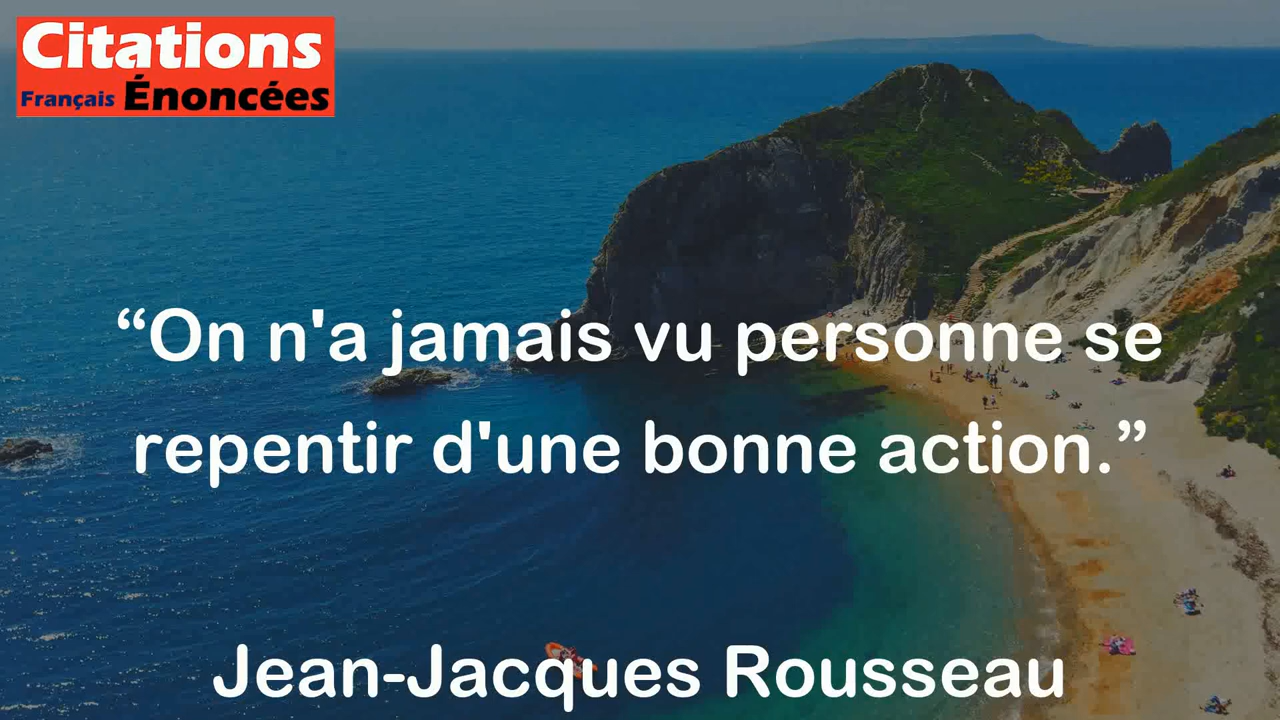 Citations
Français Énoncées
“On n'a jamais vu personne se
repentir d'une bonne action.”
Jean-Jacques Rousseau